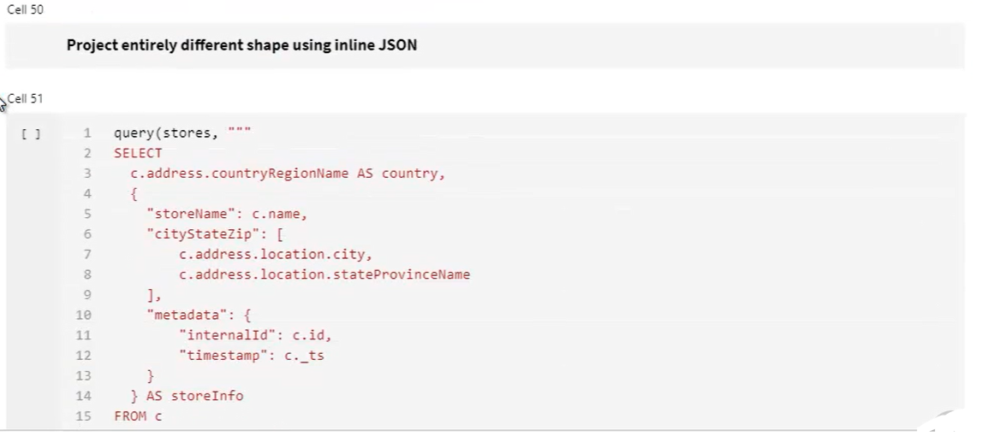 Cell 50
Project entirely different shape using inline JSON
Cell 51
[ ]
1 query(stores, """
2 SELECT
3 c.address.countryRegionName AS country,
4 {
5 "storeName": c.name,
6 "cityStateZip": [
7 c.address.location.city,
8 c.address.location.stateProvinceName
9 ],
10 "metadata": {
11 "internalId": c.id,
12 "timestamp": c._ts
13 }
14 } AS storeInfo
15 FROM c